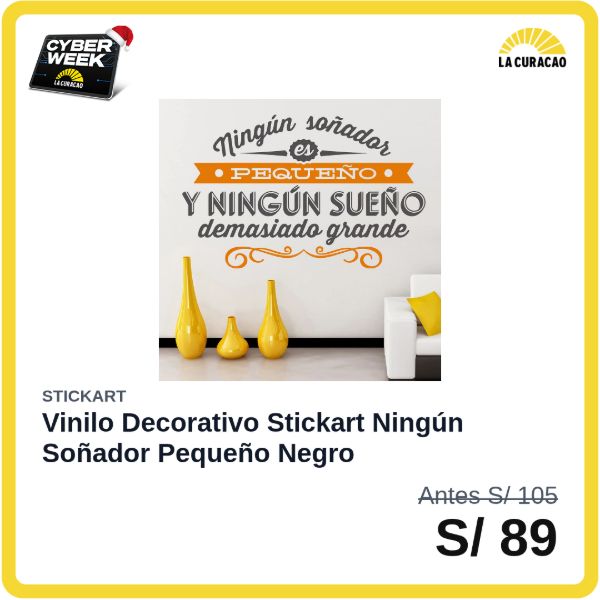 CYBER
WEEK
LA CURACAO
LA CURACAO
Ningún soñador
es
PEQUEÑO
Y NINGÚN SUEÑO
demasiado grande
STICKART
Vinilo Decorativo Stickart Ningún
Soñador Pequeño Negro
Antes S/ 105
S/ 89